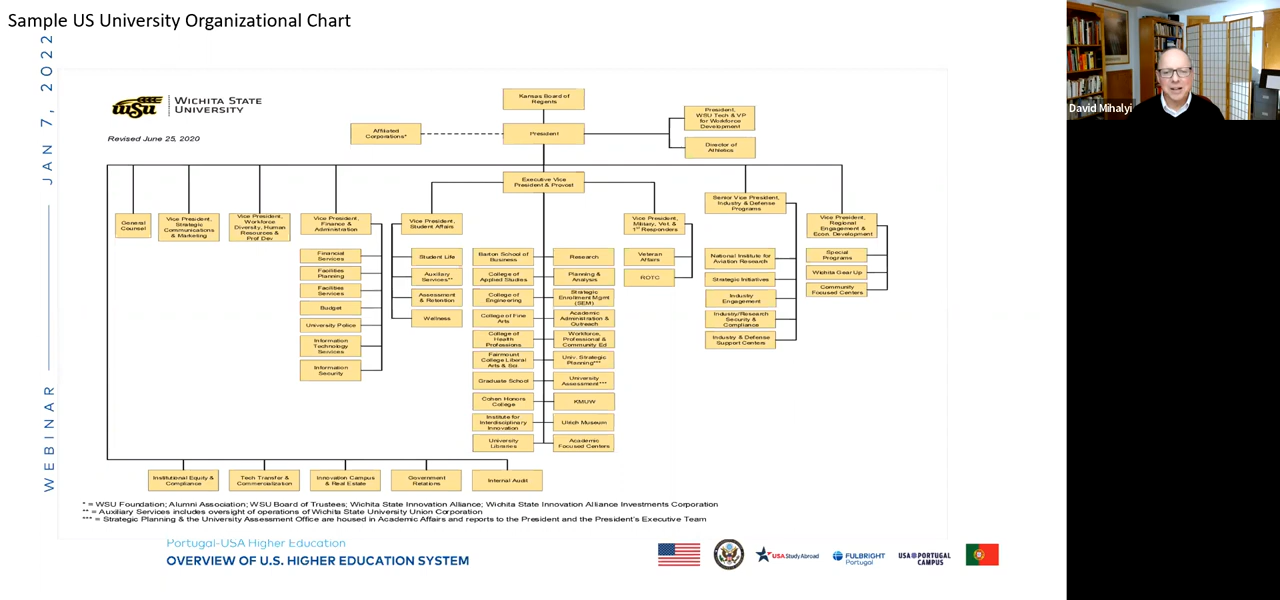 Sample US University Organizational Chart
WEBINAR
JAN 7, 2022
WSU
WICHITA STATE
UNIVERSITY
Revised June 25, 2020
Kansas Board of
Regents
Affiliated
Corporations*
President
President,
WSU Tech & VP
for Workforce
Development
Director of
Athletics
Executive Vice
President & Provost
General
Counsel
Vice President,
Strategic
Communications
& Marketing
Vice President,
Workforce
Diversity, Human
Resources &
Prof Dev
Vice President,
Finance &
Administration
Financial
Services
Facilities
Planning
Facilities
Services
Budget
University Police
Information
Technology
Services
Information
Security
Vice President,
Student Affairs
Student Life
Auxiliary
Services**
Assessment
& Retention
Wellness
Barton School of
Business
College of
Applied Studies
College of
Engineering
College of Fine
Arts
College of
Health
Professions
Fairmount
College Liberal
Arts & Sci.
Graduate School
Cohen Honors
College
Institute for
Interdisciplinary
Innovation
University
Libraries
Research
Planning &
Analysis
Strategic
Enrollment Mgmt
(SEM)
Academic
Administration &
Outreach
Workforce,
Professional &
Community Ed
Univ. Strategic
Planning***
University
Assessment***
KMUW
Ulrich Museum
Academic
Focused Centers
Vice President,
Military, Vet. &
1st Responders
Veteran
Affairs
ROTC
Senior Vice President,
Industry & Defense
Programs
National Institute for
Aviation Research
Strategic Initiatives
Industry
Engagement
Industry/Research
Security &
Compliance
Industry & Defense
Support Centers
Vice President,
Regional
Engagement &
Econ. Development
Special
Programs
Wichita Gear Up
Community
Focused Centers
Institutional Equity &
Compliance
Tech Transfer &
Commercialization
Innovation Campus
& Real Estate
Government
Relations
Internal Audit
* = WSU Foundation; Alumni Association; WSU Board of Trustees; Wichita State Innovation Alliance; Wichita State Innovation Alliance Investments Corporation
** = Auxiliary Services includes oversight of operations of Wichita State University Union Corporation
*** = Strategic Planning & the University Assessment Office are housed in Academic Affairs and reports to the President and the President's Executive Team
Portugal-USA Higher Education
OVERVIEW OF U.S. HIGHER EDUCATION SYSTEM
USA Study Abroad
FULBRIGHT
Portugal
USA@PORTUGAL
CAMPUS
David Mihalyi